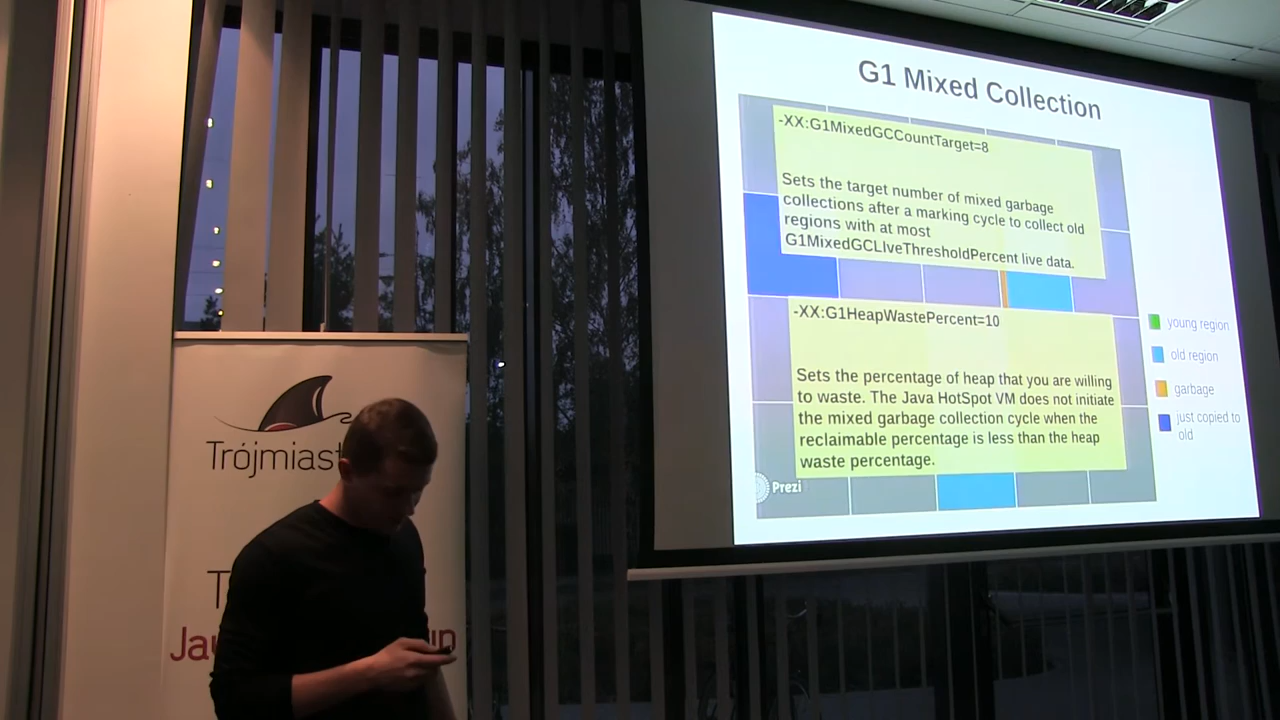 G1 Mixed Collection
-XX:G1MixedGCCountTarget=8
Sets the target number of mixed garbage
collections after a marking cycle to collect old
regions with at most
G1MixedGCLIveThresholdPercent live data.
-XX:G1HeapWastePercent=10
Sets the percentage of heap that you are willing
to waste. The Java HotSpot VM does not initiate
the mixed garbage collection cycle when the
reclaimable percentage is less than the heap
waste percentage.
young region
old region
garbage
just copied to
old
Prezi
Trójmiast